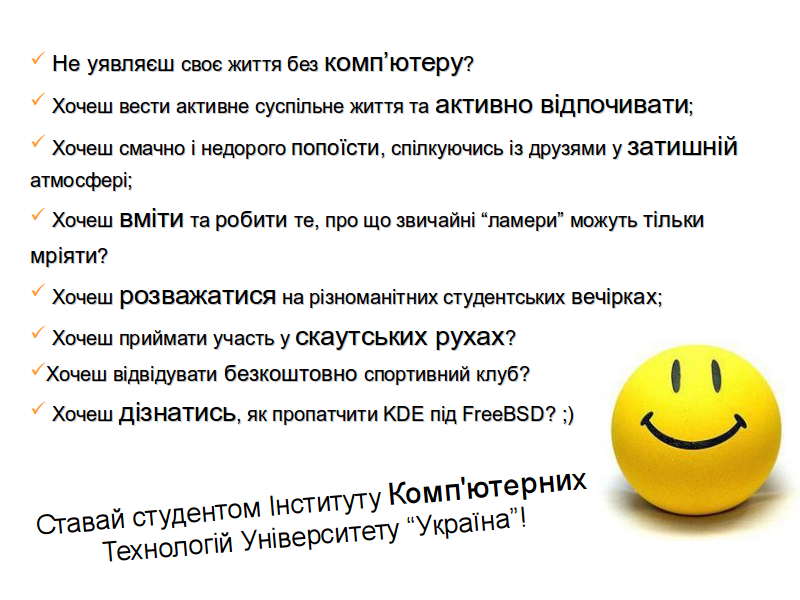 Не уявляєш своє життя без комп’ютеру?
Хочеш вести активне суспільне життя та активно відпочивати;
Хочеш смачно і недорого попоїсти, спілкуючись із друзями у затишній
атмосфері;
Хочеш вміти та робити те, про що звичайні “ламери” можуть тільки
мріяти?
Хочеш розважатися на різноманітних студентських вечірках;
Хочеш приймати участь у скаутських рухах?
Хочеш відвідувати безкоштовно спортивний клуб?
Хочеш дізнатись, як пропатчити KDE під FreeBSD? ;)
Ставай студентом Інституту Комп'ютерних
Технологій Університету “Україна”!